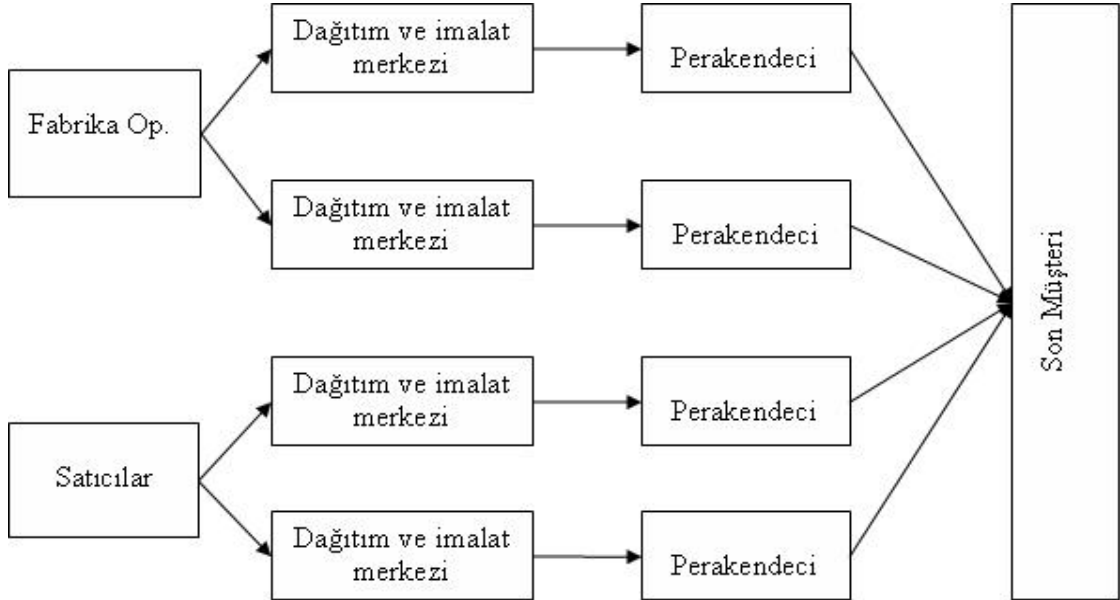 Dağıtım ve imalat
merkezi
Perakendeci
Fabrika Op.
Dağıtım ve imalat
merkezi
Perakendeci
Son Müşteri
Dağıtım ve imalat
merkezi
Perakendeci
Satıcılar
Dağıtım ve imalat
merkezi
Perakendeci